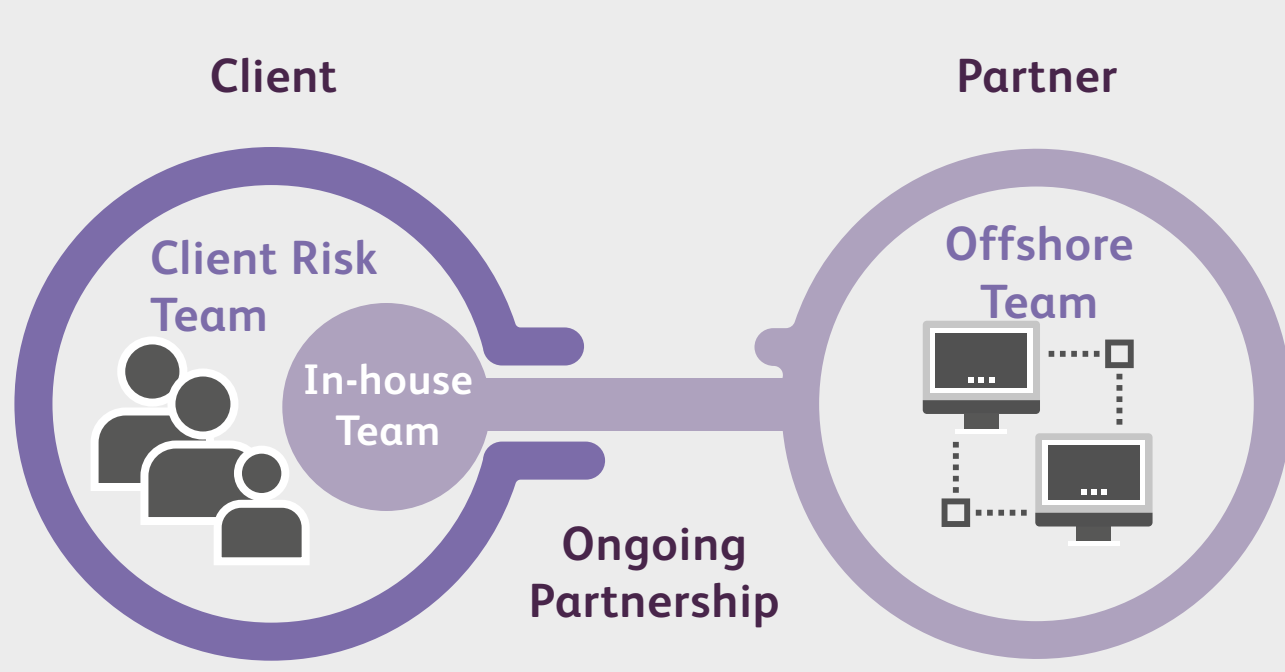 Client
Partner
Client Risk
Team
In-house
Team
Offshore
Team
Ongoing
Partnership